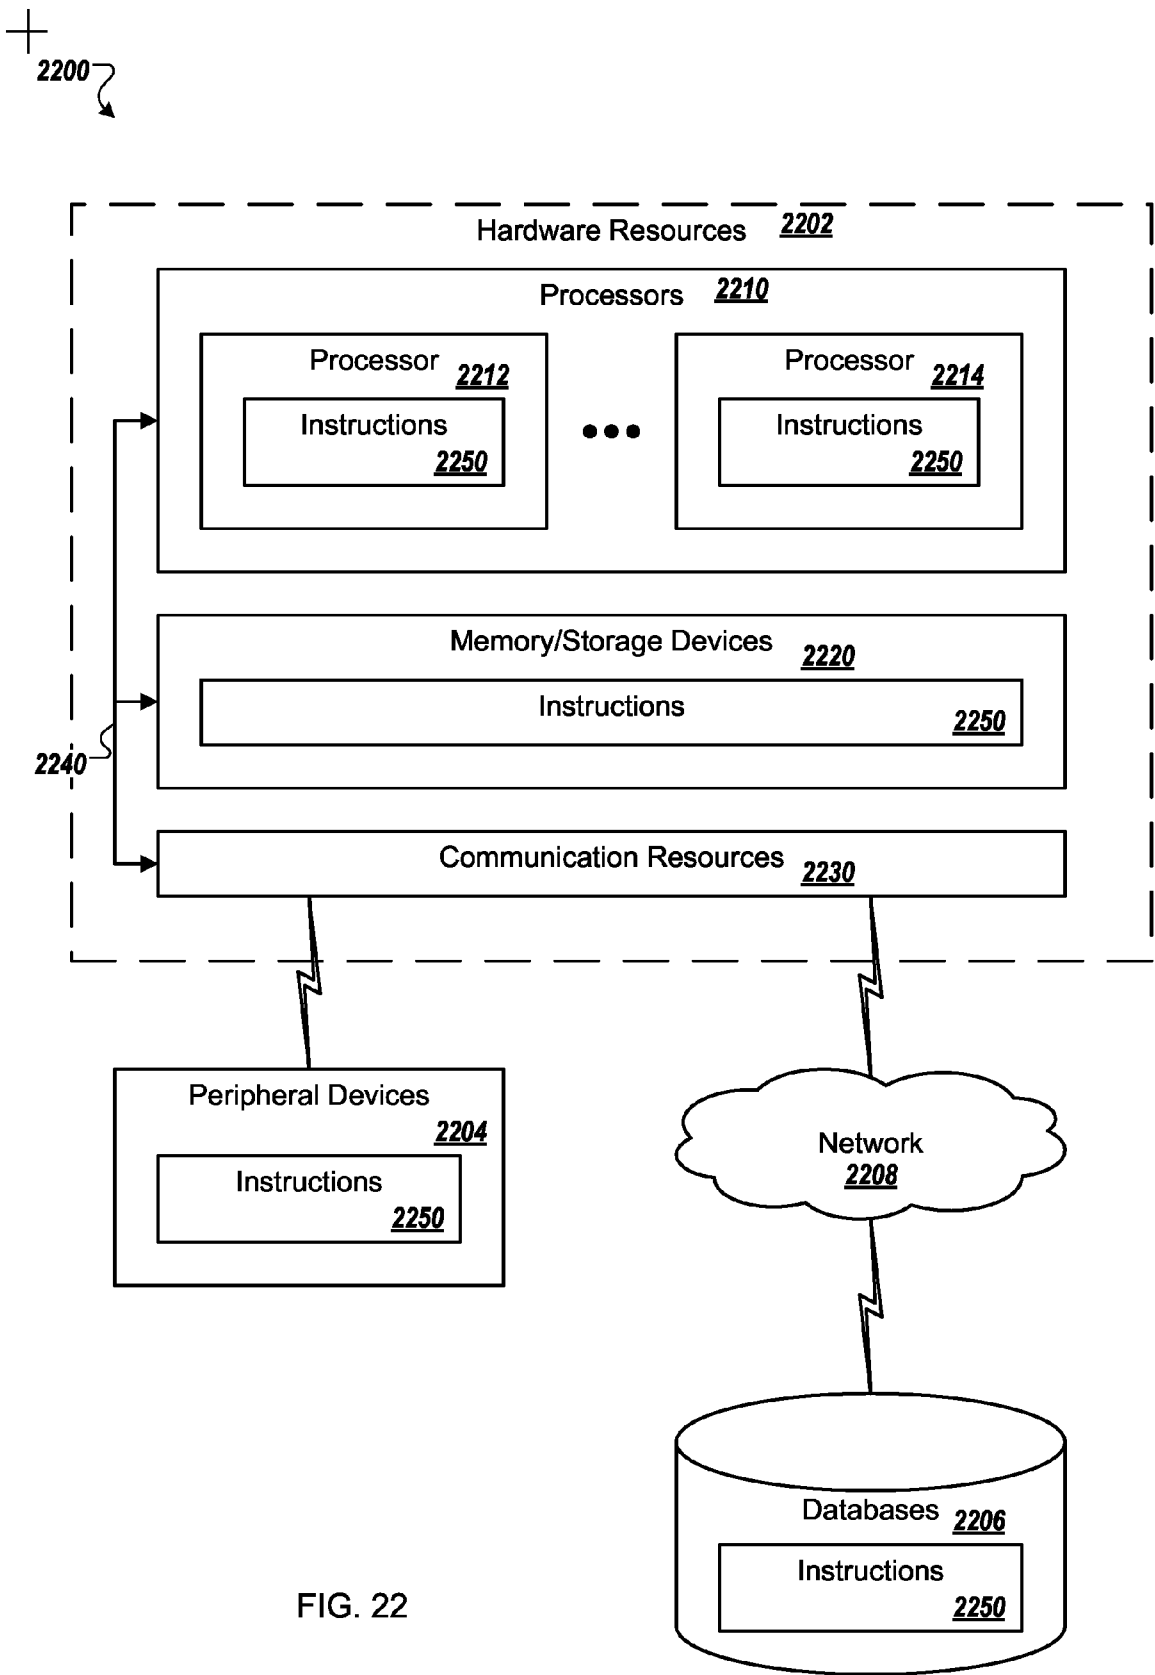 2200
Hardware Resources 2202
Processors 2210
Processor 2212
Instructions
2250
Processor 2214
Instructions
2250
Memory/Storage Devices 2220
Instructions 2250
2240
Communication Resources 2230
Peripheral Devices
2204
Instructions
2250
Network
2208
Databases 2206
Instructions
2250
FIG. 22